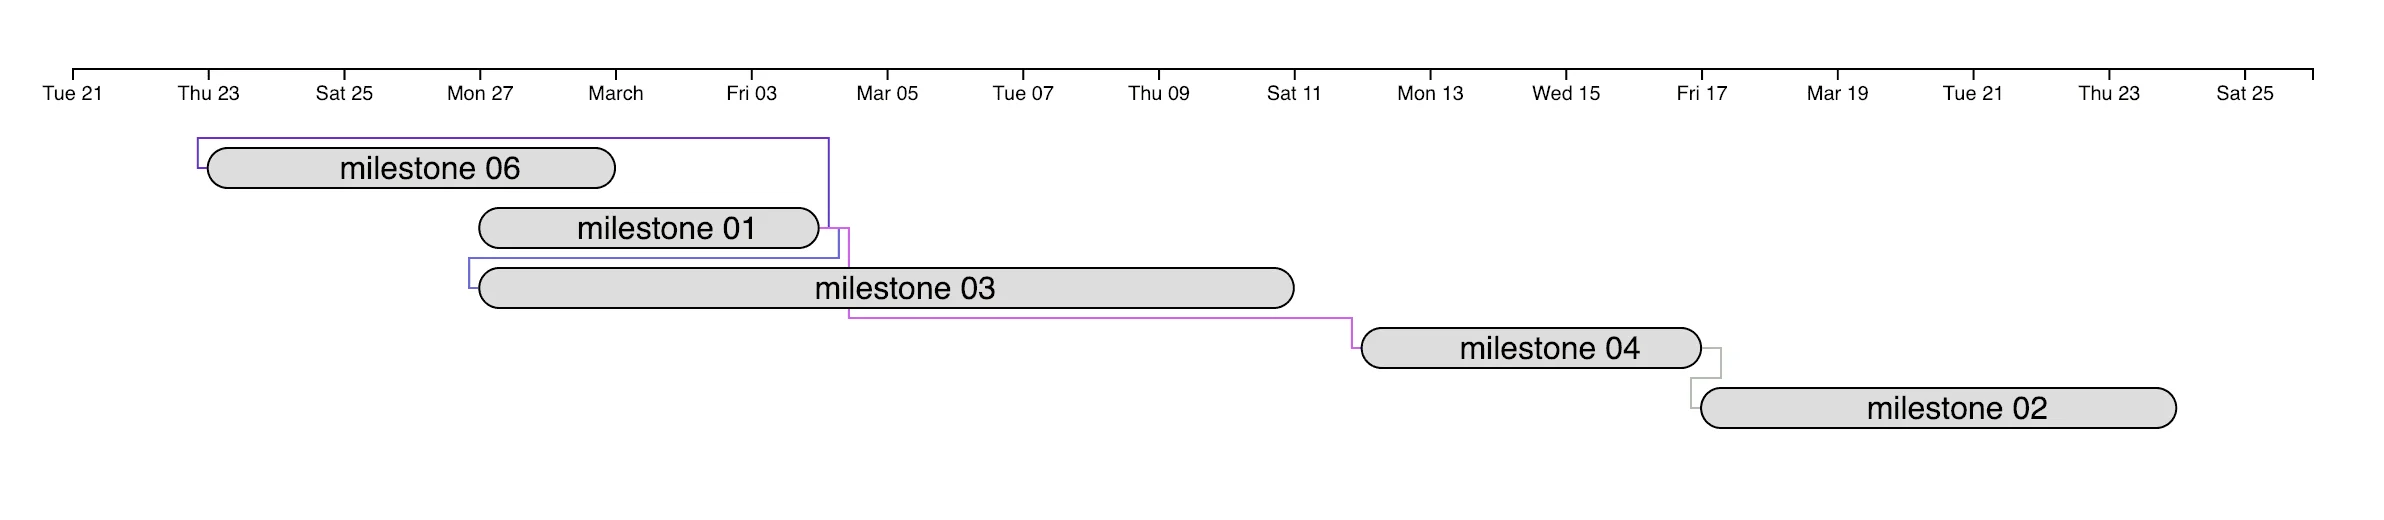 Tue 21 Thu 23 Sat 25 Mon 27 March Fri 03 Mar 05 Tue 07 Thu 09 Sat 11 Mon 13 Wed 15 Fri 17 Mar 19 Tue 21 Thu 23 Sat 25
milestone 06
milestone 01
milestone 03
milestone 04
milestone 02